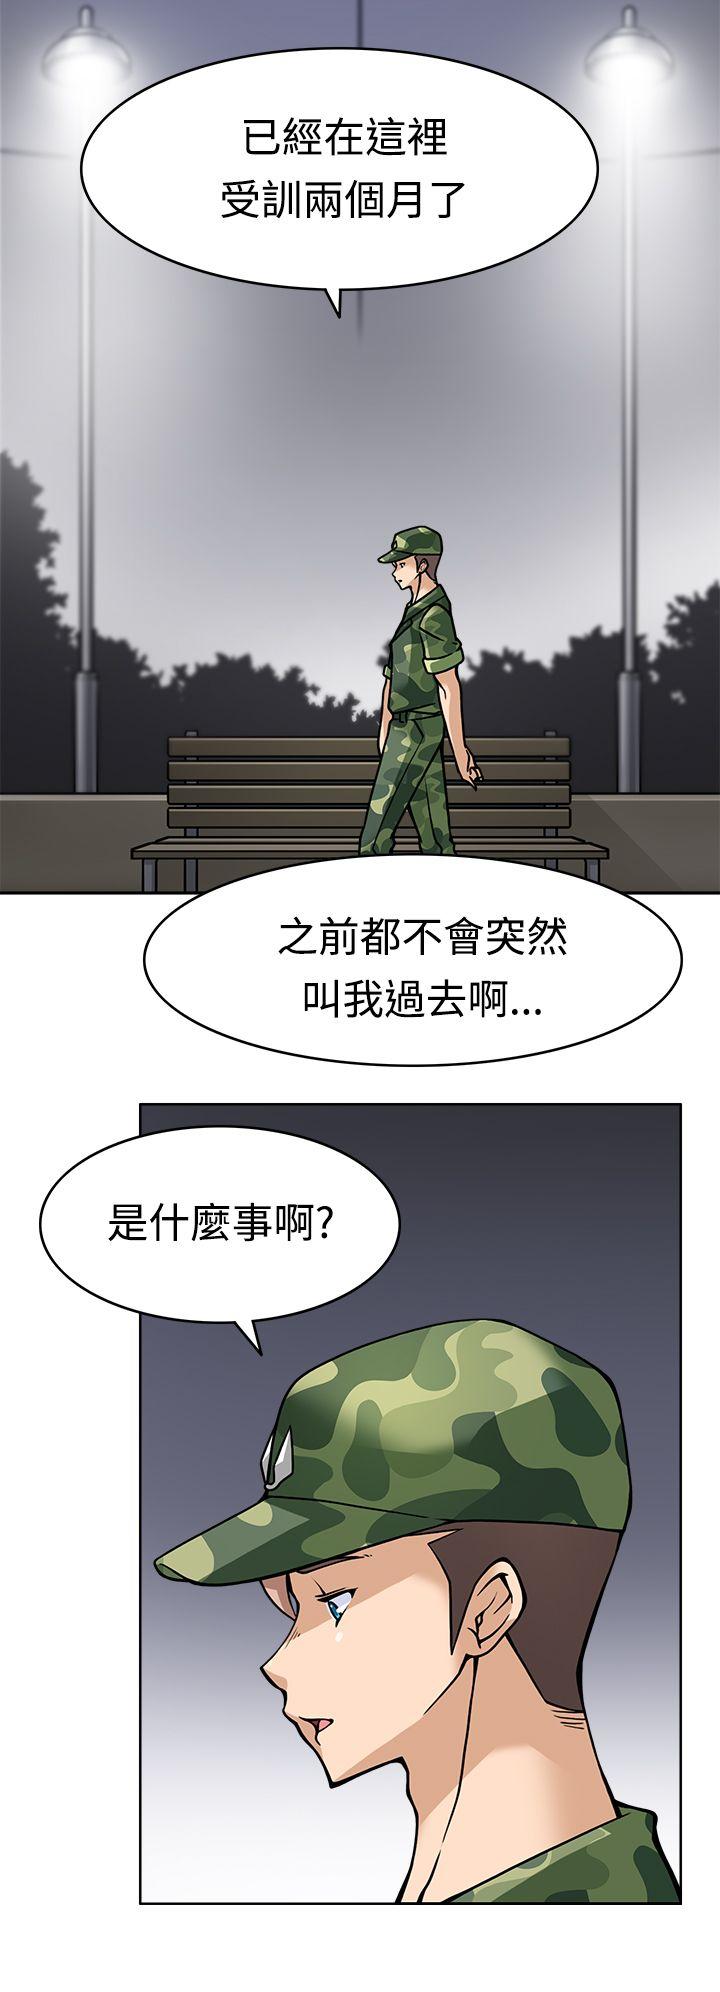 已經在這裡
受訓兩個月了
之前都不會突然
叫我過去啊...
是什麼事啊?